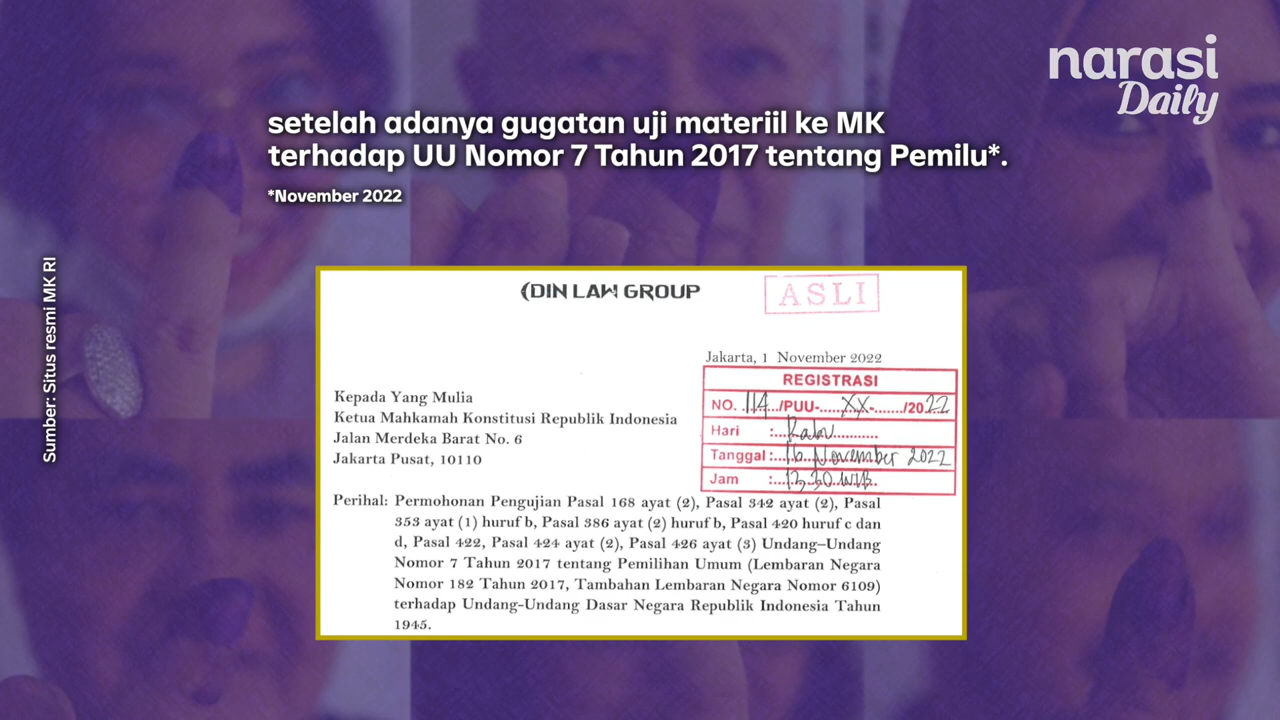 narasi
Daily
setelah adanya gugatan uji materiil ke MK
terhadap UU Nomor 7 Tahun 2017 tentang Pemilu*.
*November 2022
Sumber: Situs resmi MK RI
(DIN LAW GROUP
ASLI
Jakarta, 1 November 2022
REGISTRASI
NO. 114/PUU-XX/2022
Hari : Rabu
Tanggal : 16 November 2022
Jam : 13.30 WIB
Kepada Yang Mulia
Ketua Mahkamah Konstitusi Republik Indonesia
Jalan Merdeka Barat No. 6
Jakarta Pusat, 10110
Perihal: Permohonan Pengujian Pasal 168 ayat (2), Pasal 342 ayat (2), Pasal
353 ayat (1) huruf b, Pasal 386 ayat (2) huruf b, Pasal 420 huruf c dan
d, Pasal 422, Pasal 424 ayat (2), Pasal 426 ayat (3) Undang–Undang
Nomor 7 Tahun 2017 tentang Pemilihan Umum (Lembaran Negara
Nomor 182 Tahun 2017, Tambahan Lembaran Negara Nomor 6109)
terhadap Undang-Undang Dasar Negara Republik Indonesia Tahun
1945.